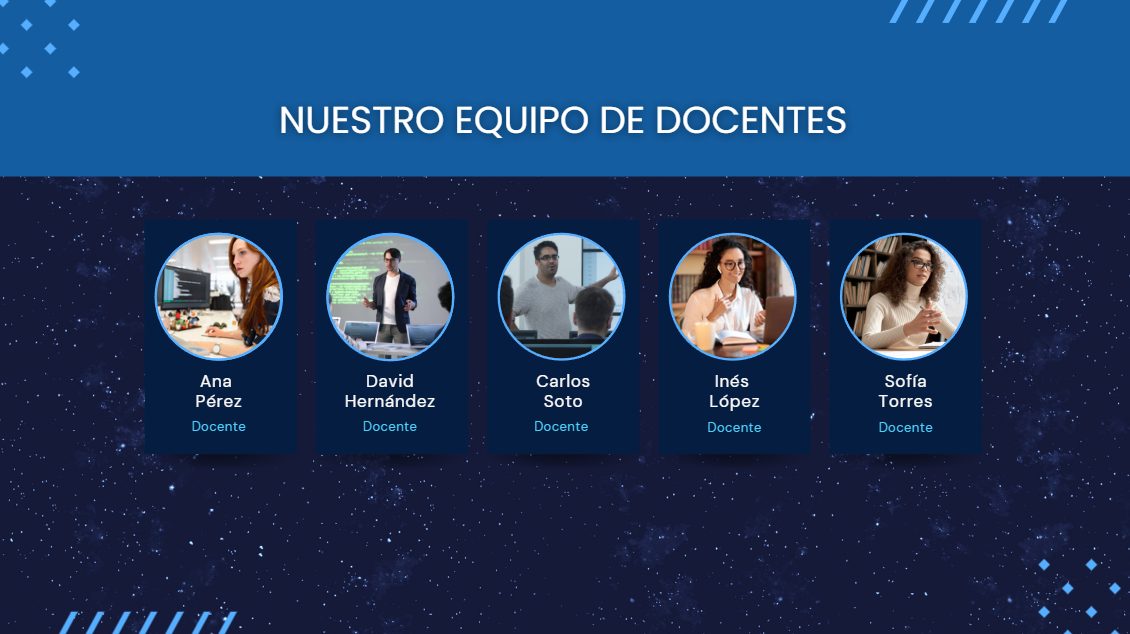 NUESTRO EQUIPO DE DOCENTES
Ana
Pérez
Docente
David
Hernández
Docente
Carlos
Soto
Docente
Inés
López
Docente
Sofía
Torres
Docente